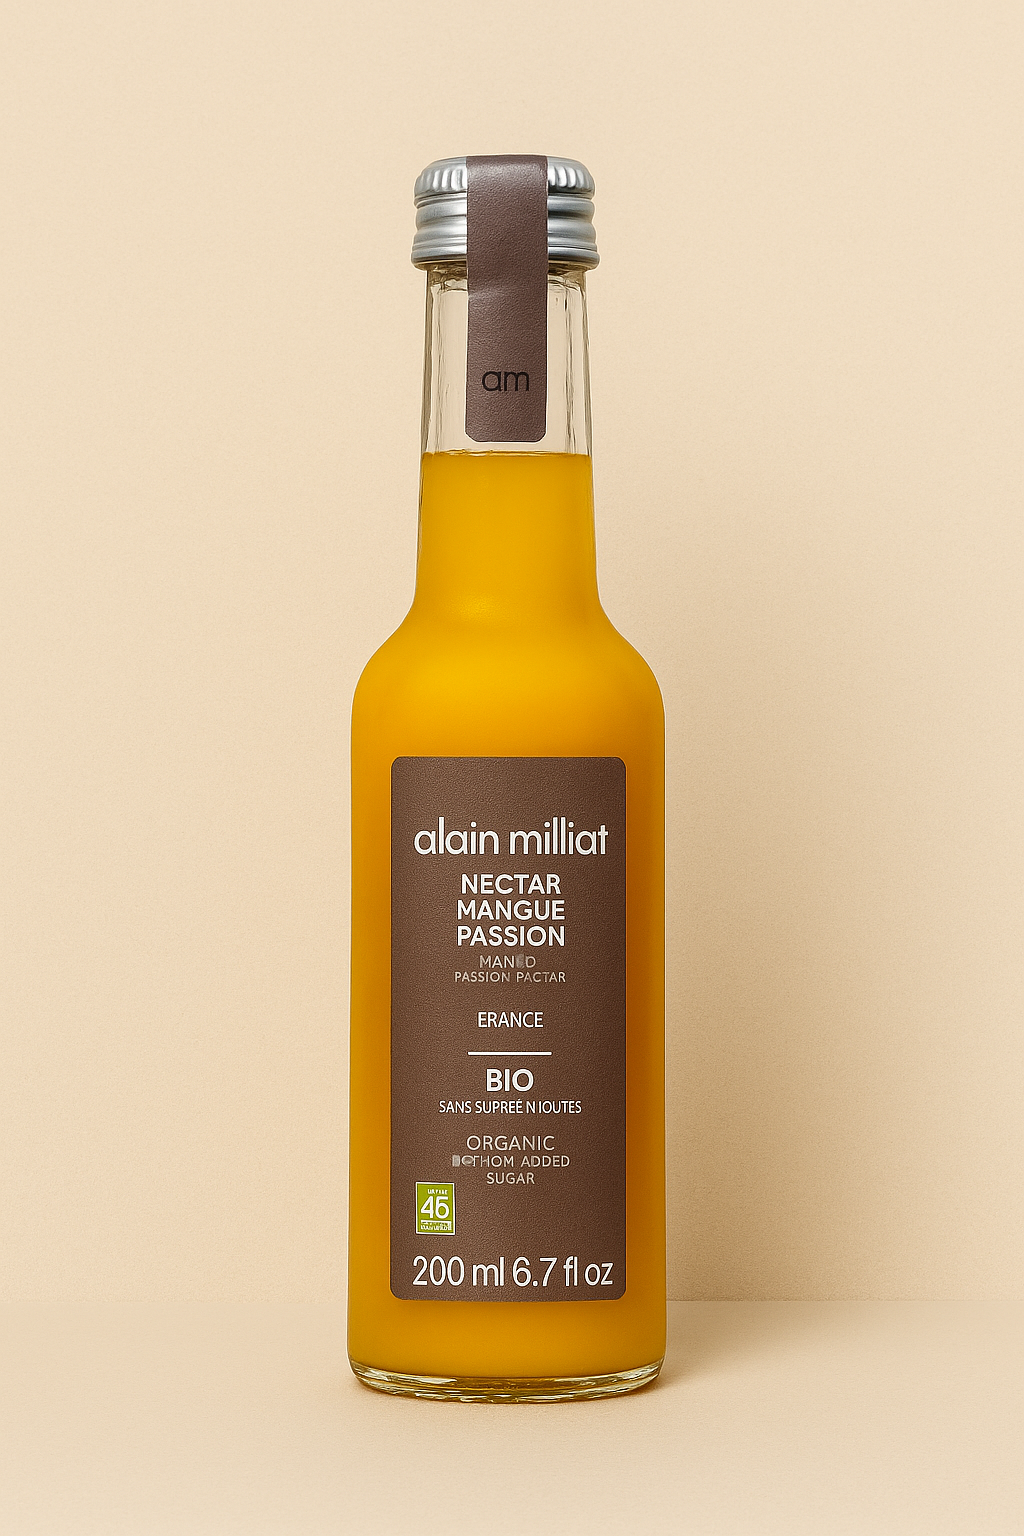 am
alain milliat
NECTAR
MANGUE
PASSION
PASSION PACTAR
ERANCE
BIO
SANS SUPREÉ N IOUTES
ORGANIC
ADDED
SUGAR
46
200 ml 6.7 fl oz